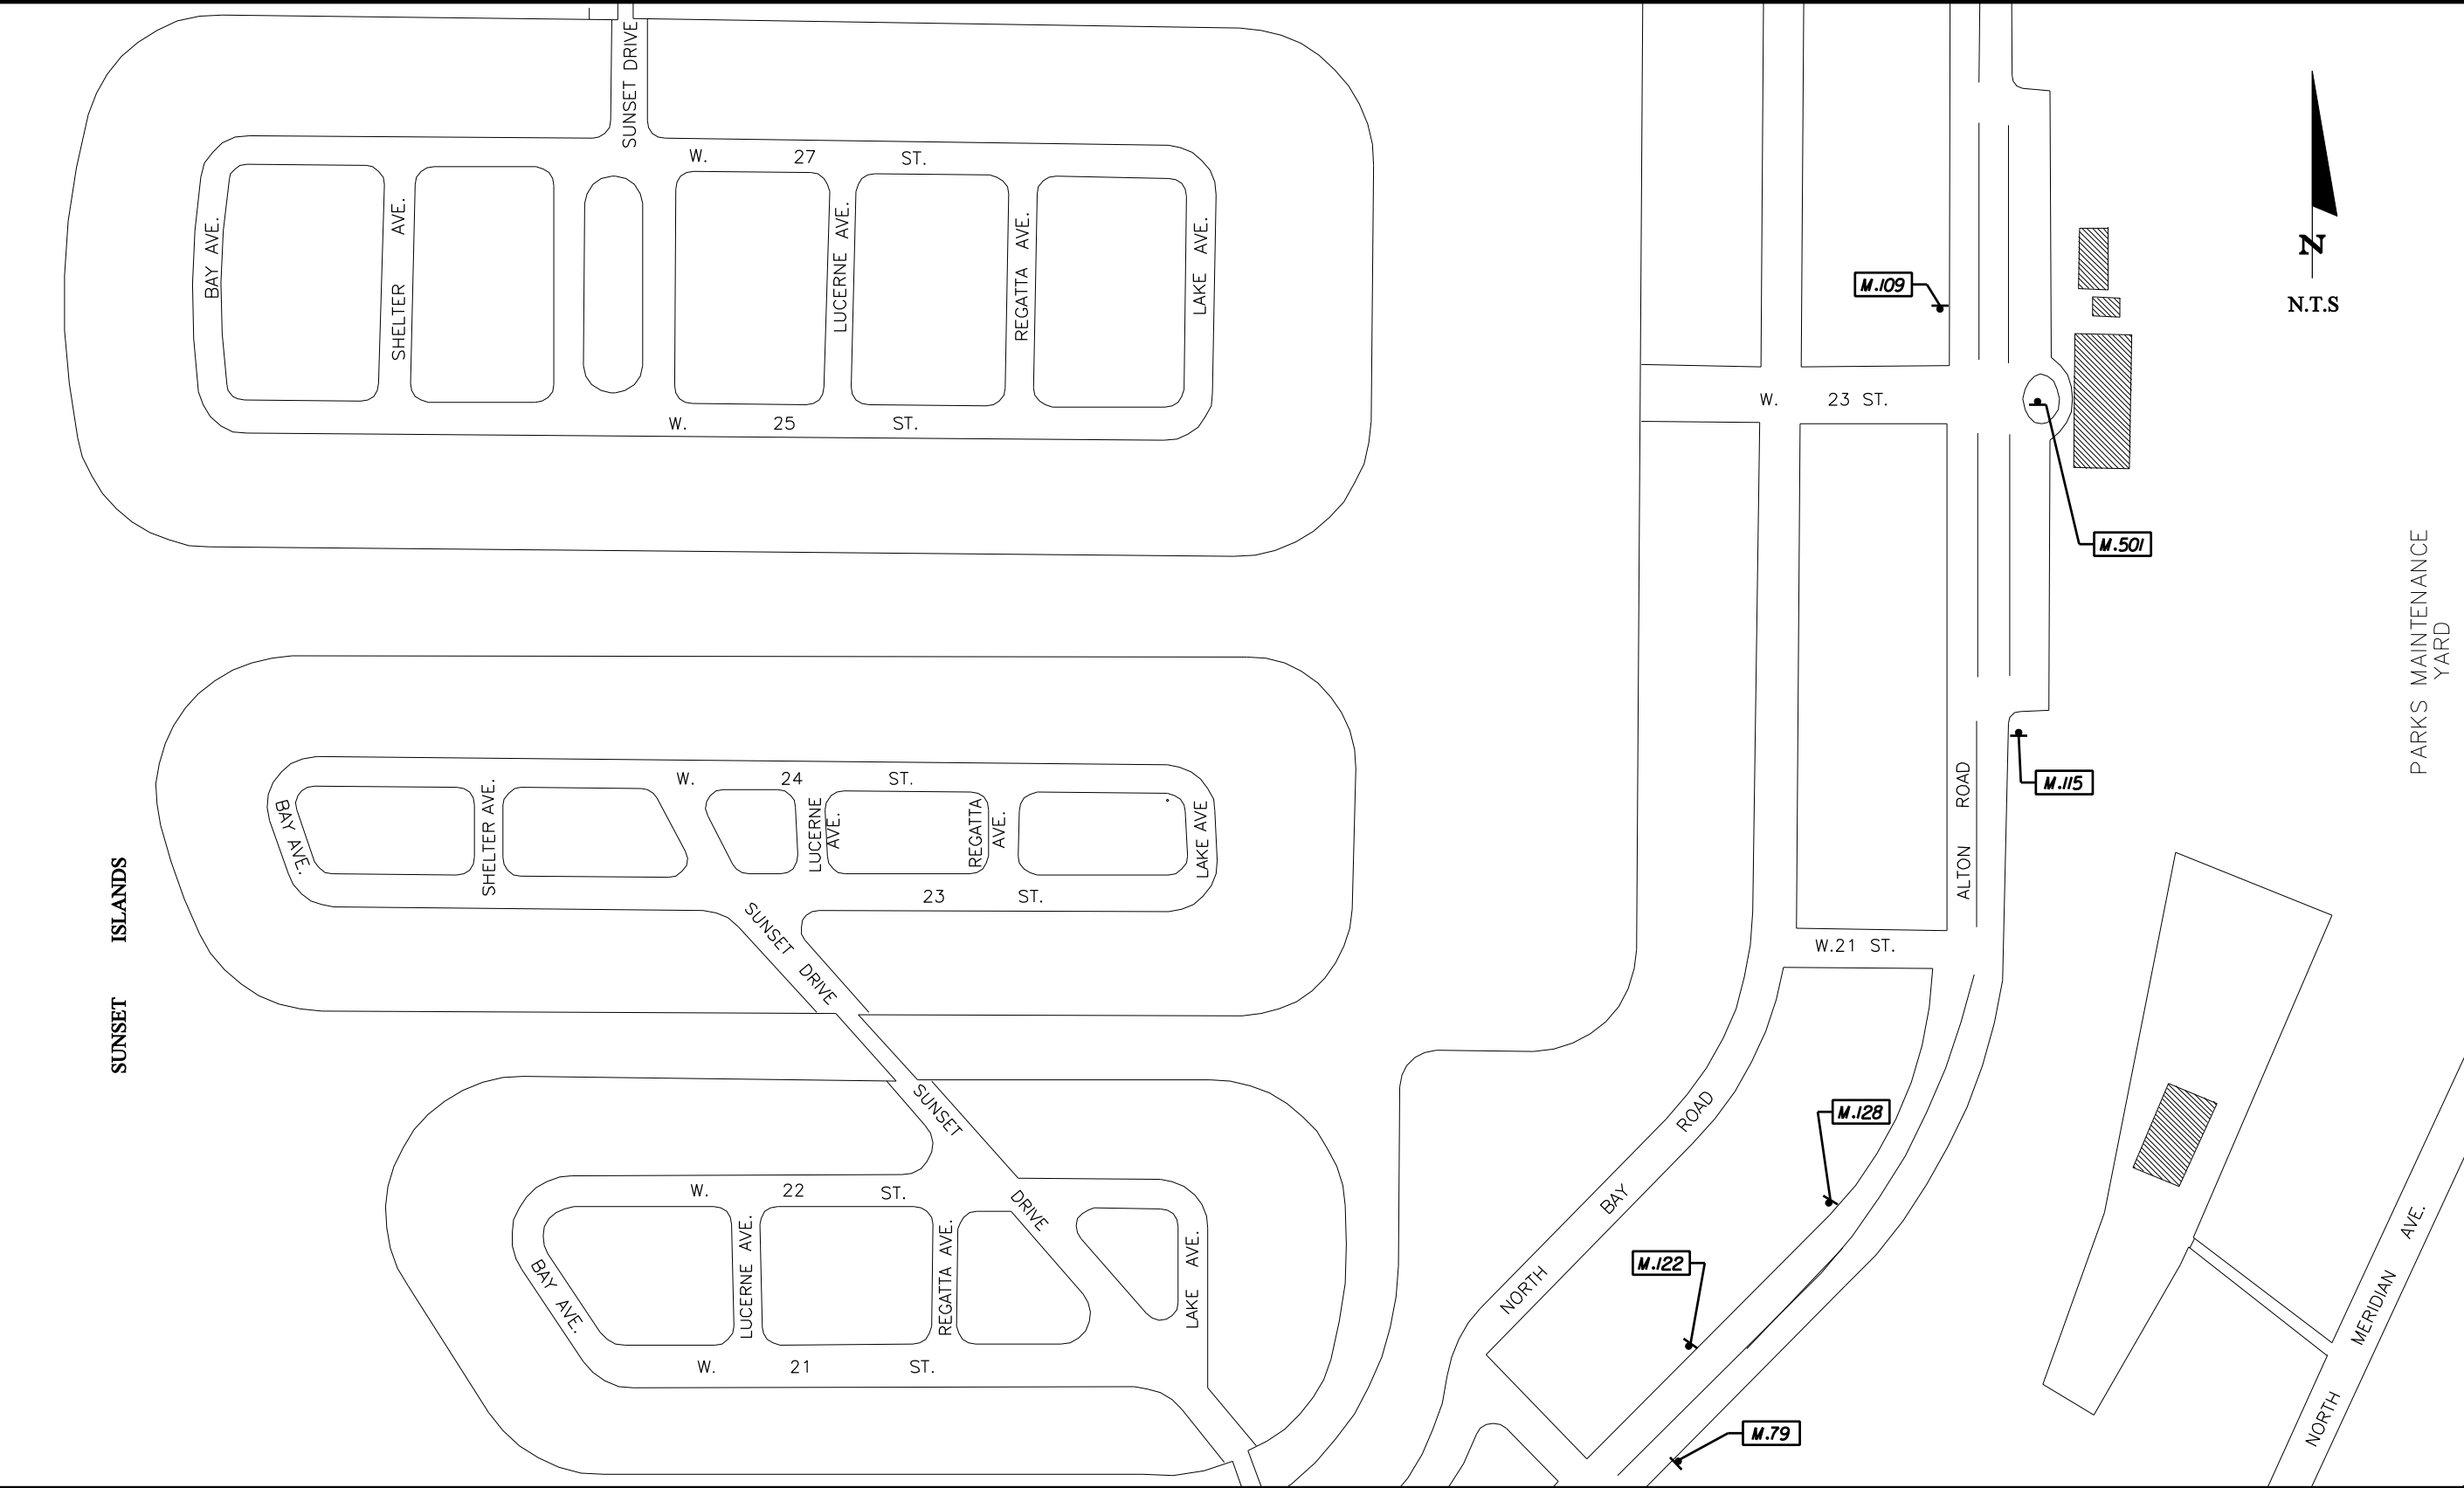 SUNSET DRIVE
W. 27 ST.
BAY AVE.
SHELTER AVE.
LUCERNE AVE.
REGATTA AVE.
LAKE AVE.
W. 25 ST.
W. 24 ST.
BAY AVE.
SHELTER AVE.
LUCERNE AVE.
REGATTA AVE.
LAKE AVE
23 ST.
SUNSET DRIVE
SUNSET ISLANDS
SUNSET DRIVE
W. 22 ST.
BAY AVE.
LUCERNE AVE.
REGATTA AVE.
LAKE AVE.
W. 21 ST.
M.109
W. 23 ST.
M.501
M.115
ALTON ROAD
W.21 ST.
NORTH BAY ROAD
M.128
M.122
M.79
N
N.T.S
PARKS MAINTENANCE
YARD
NORTH MERIDIAN AVE.